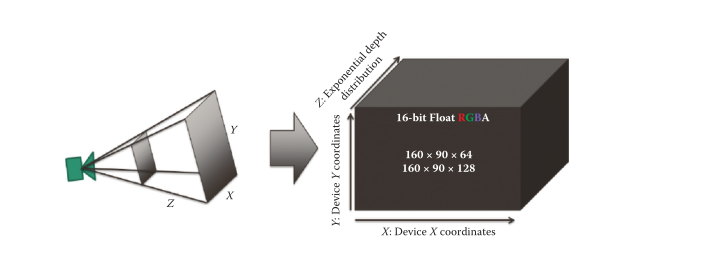 Y
X
Z
Z: Exponential depth
distribution
Y: Device Y coordinates
16-bit Float RGBA
160 × 90 × 64
160 × 90 × 128
X: Device X coordinates